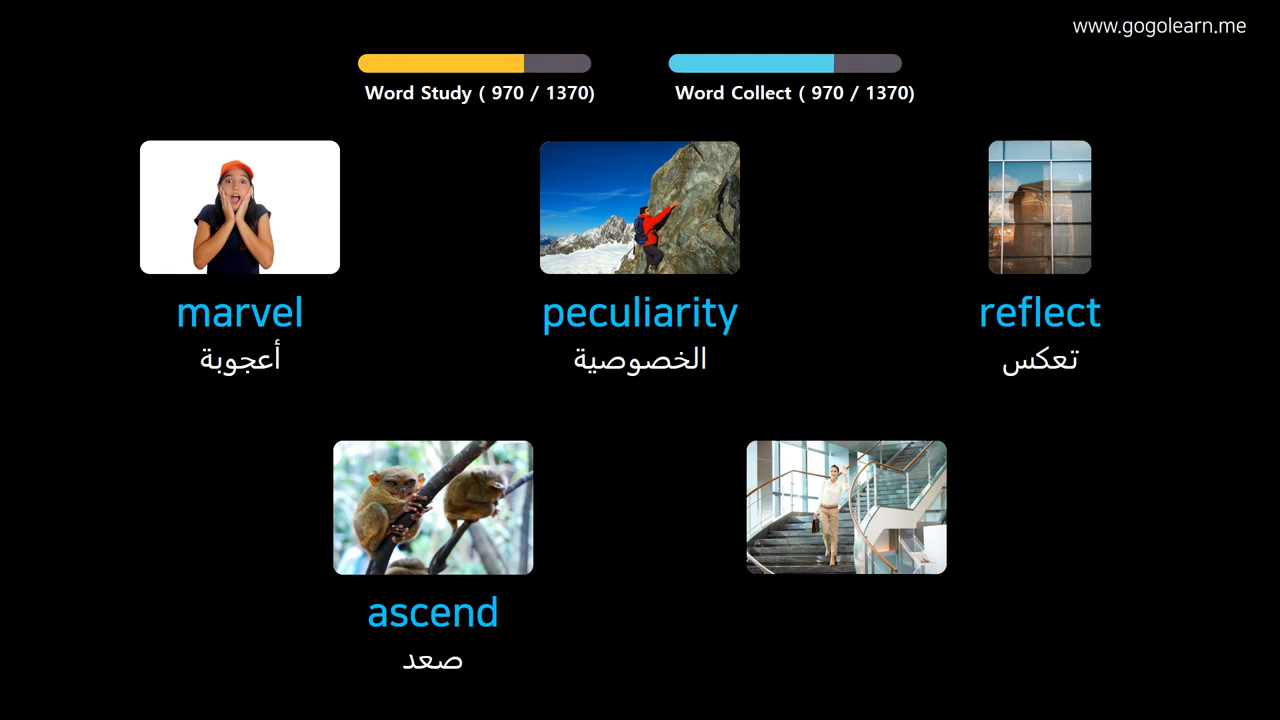 www.gogolearn.me
Word Study ( 970 / 1370)
Word Collect ( 970 / 1370)
marvel
أعجوبة
peculiarity
الخصوصية
reflect
تعكس
ascend
صعد